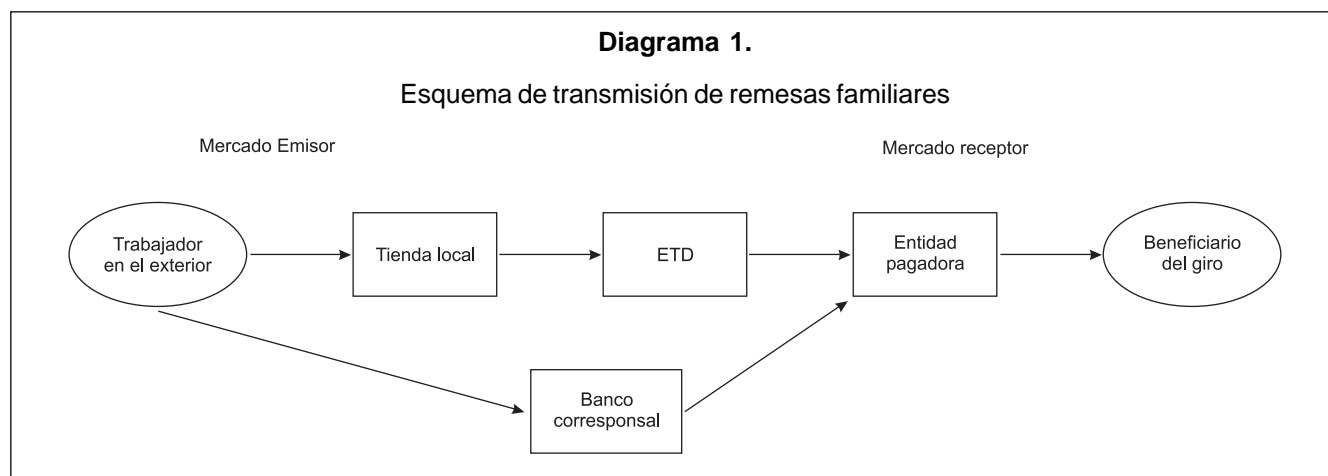 Diagrama 1.
Esquema de transmisión de remesas familiares
Mercado Emisor
Mercado receptor
Trabajador
en el exterior
Tienda local
ETD
Entidad
pagadora
Beneficiario
del giro
Banco
corresponsal